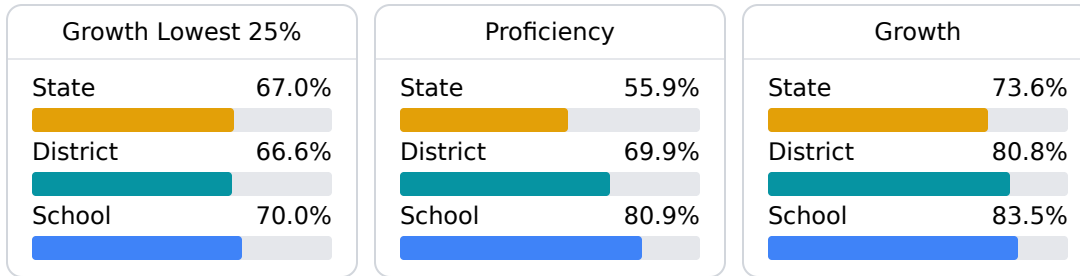 Growth Lowest 25%
State 67.0%
District 66.6%
School 70.0%
Proficiency
State 55.9%
District 69.9%
School 80.9%
Growth
State 73.6%
District 80.8%
School 83.5%